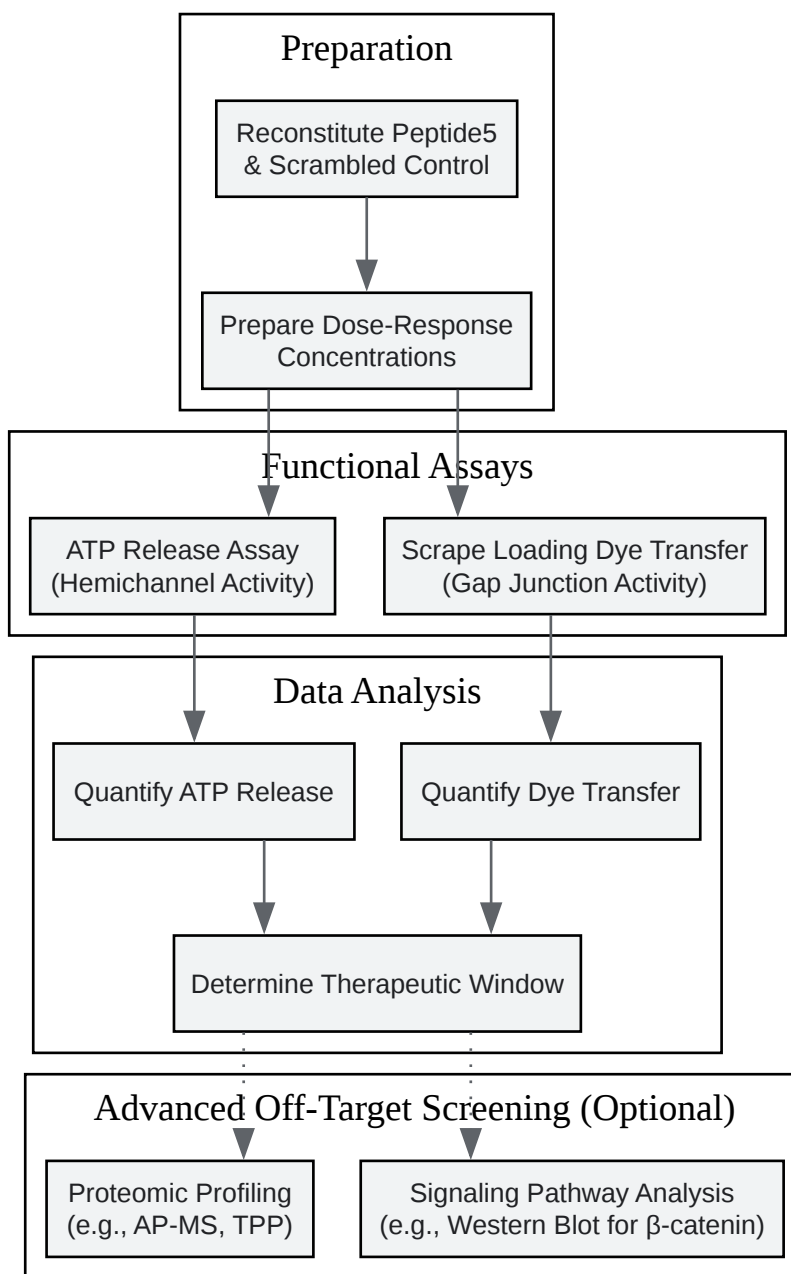 Preparation
Reconstitute Peptide5
& Scrambled Control
Prepare Dose-Response
Concentrations
Functional Assays
ATP Release Assay
(Hemichannel Activity)
Scrape Loading Dye Transfer
(Gap Junction Activity)
Data Analysis
Quantify ATP Release
Quantify Dye Transfer
Determine Therapeutic Window
Advanced Off-Target Screening (Optional)
Proteomic Profiling
(e.g., AP-MS, TPP)
Signaling Pathway Analysis
(e.g., Western Blot for β-catenin)